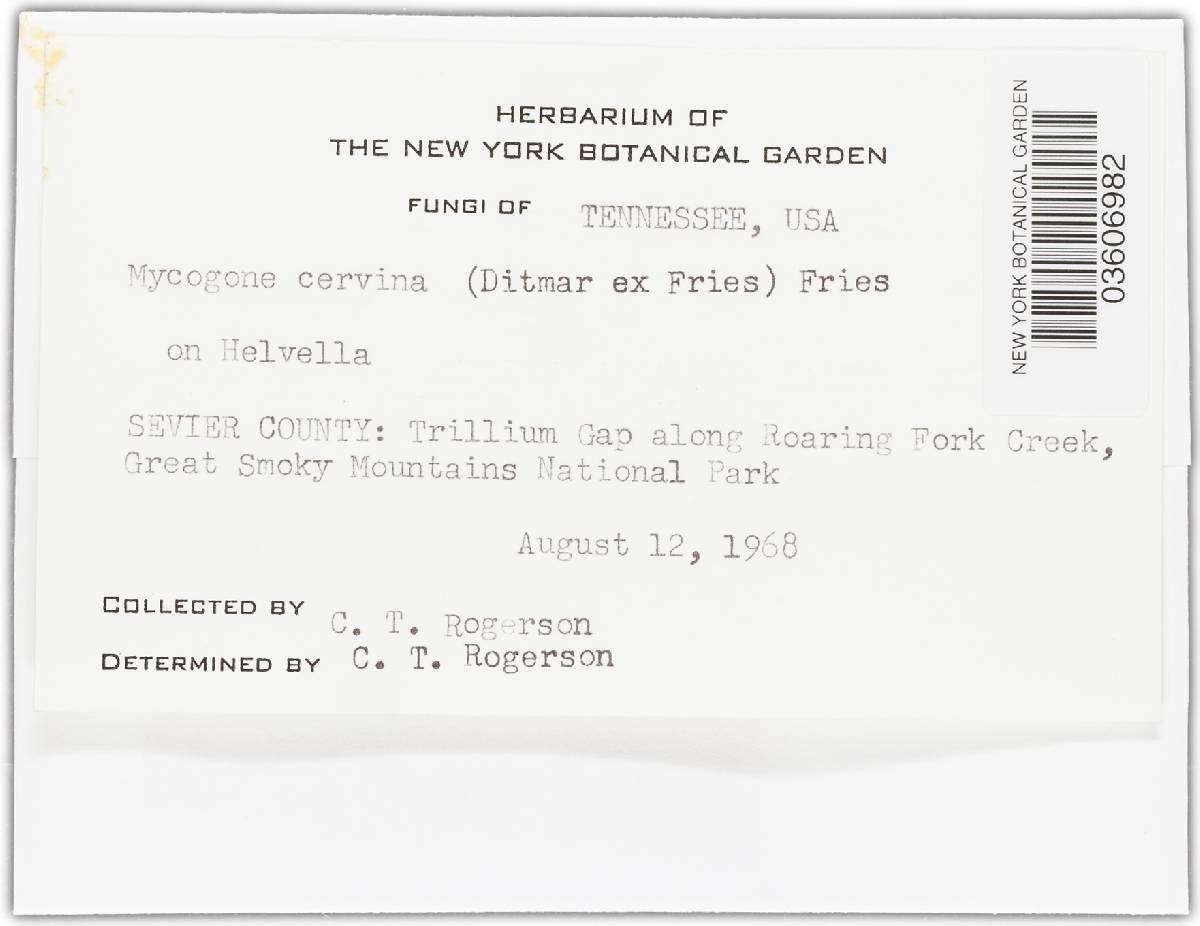 HERBARIUM OF
THE NEW YORK BOTANICAL GARDEN
FUNGI OF TENNESSEE, USA
Mycogone cervina (Ditmar ex Fries) Fries
on Helvella
SEVIER COUNTY: Trillium Gap along Roaring Fork Creek,
Great Smoky Mountains National Park
August 12, 1968
COLLECTED BY C. T. Rogerson
DETERMINED BY C. T. Rogerson
NEW YORK BOTANICAL GARDEN
03606982